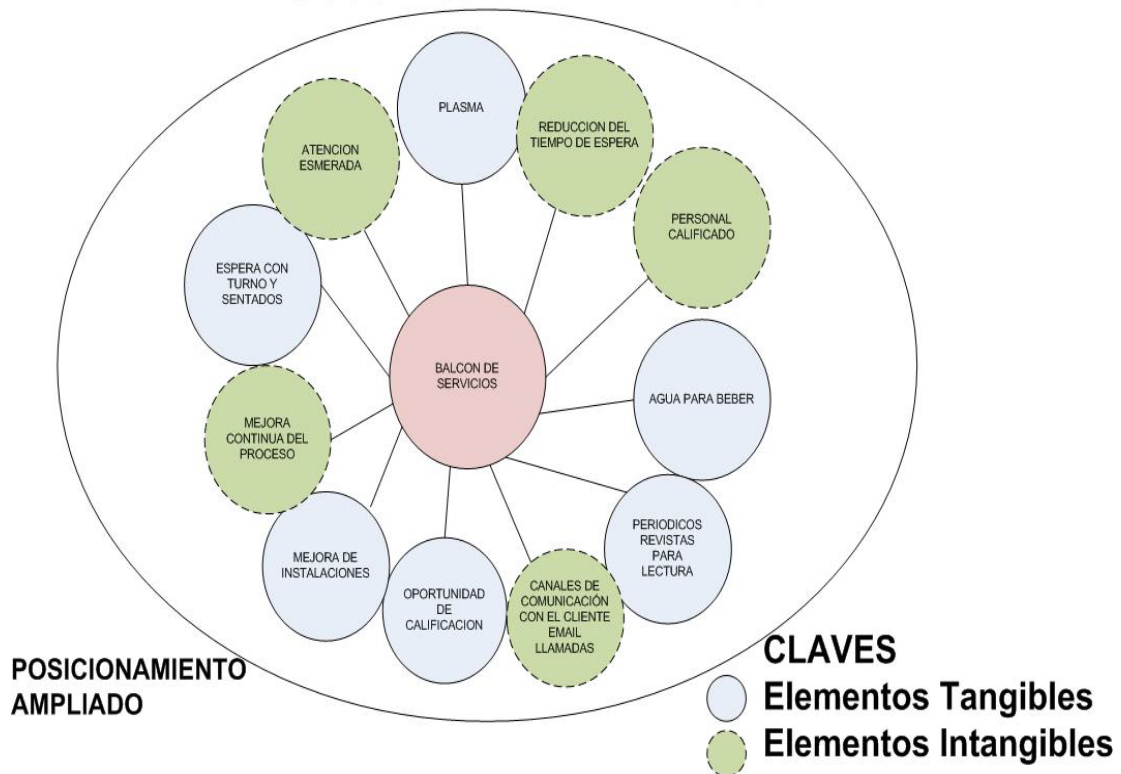 PLASMA
REDUCCION DEL
TIEMPO DE ESPERA
ATENCION
ESMERADA
PERSONAL
CALIFICADO
ESPERA CON
TURNO Y
SENTADOS
BALCON DE
SERVICIOS
AGUA PARA BEBER
MEJORA
CONTINUA DEL
PROCESO
PERIODICOS
REVISTAS
PARA
LECTURA
MEJORA DE
INSTALACIONES
OPORTUNIDAD
DE
CALIFICACION
CANALES DE
COMUNICACIÓN
CON EL CLIENTE
EMAIL
LLAMADAS
POSICIONAMIENTO
AMPLIADO
CLAVES
Elementos Tangibles
Elementos Intangibles